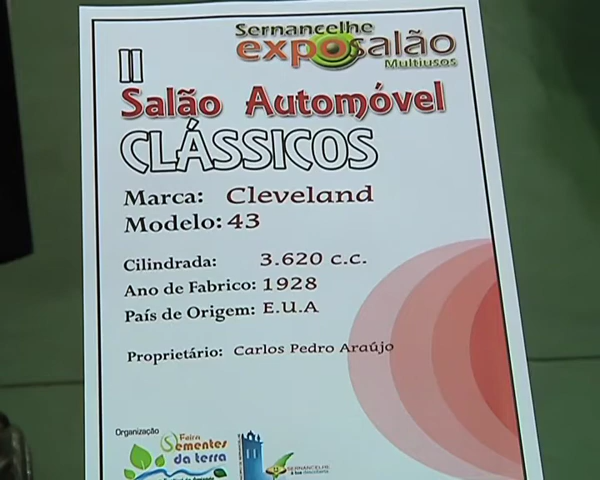 Sernancelhe
exposalão
Multiusos
II
Salão Automóvel
CLÁSSICOS
Marca: Cleveland
Modelo: 43
Cilindrada: 3.620 c.c.
Ano de Fabrico: 1928
País de Origem: E.U.A
Proprietário: Carlos Pedro Araújo
Organização
Feira
Sementes
da terra
SERNANCELHE